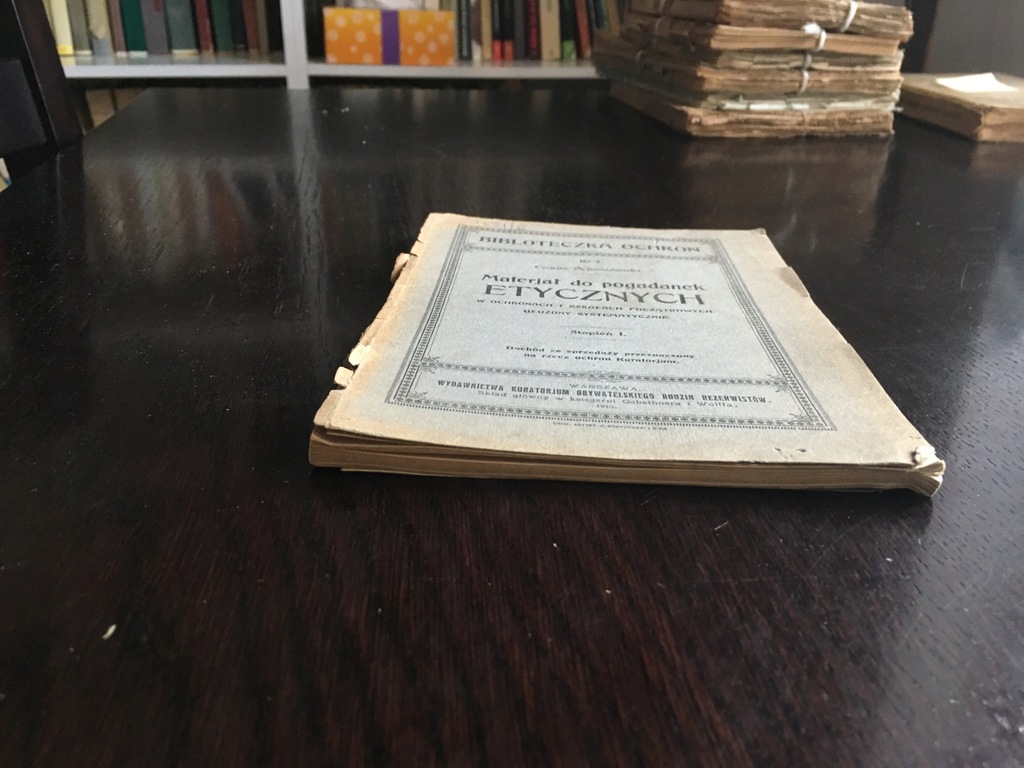 BIBLOTECZKA OCHRON
Materjał do pogadanek
ETYCZNYCH
W OCHRONACH I SZKOŁACH POCZĄTKOWYCH,
UŁOŻONY SYSTEMATYCZNIE.
Stopień I.
Dochód ze sprzedaży przeznaczony
na rzecz ochron Kuratorjum.
WARSZAWA.
WYDAWNICTWA KURATORJUM OBYWATELSKIEGO RODZIN REZERWISTÓW.
Skład główny w księgarni Gebethnera i Wolffa.